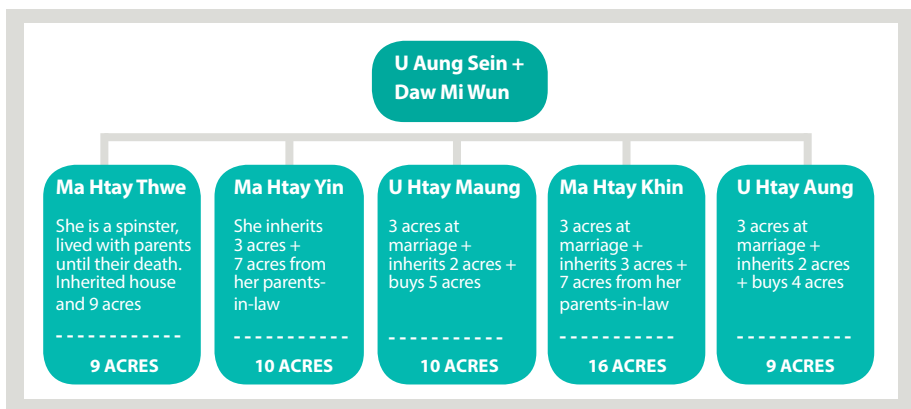 U Aung Sein +
Daw Mi Wun
Ma Htay Thwe
She is a spinster,
lived with parents
until their death.
Inherited house
and 9 acres
9 ACRES
Ma Htay Yin
She inherits
3 acres +
7 acres from
her parents-
in-law
10 ACRES
U Htay Maung
3 acres at
marriage +
inherits 2 acres +
buys 5 acres
10 ACRES
Ma Htay Khin
3 acres at
marriage +
inherits 3 acres +
7 acres from her
parents-in-law
16 ACRES
U Htay Aung
3 acres at
marriage +
inherits 2 acres
+ buys 4 acres
9 ACRES